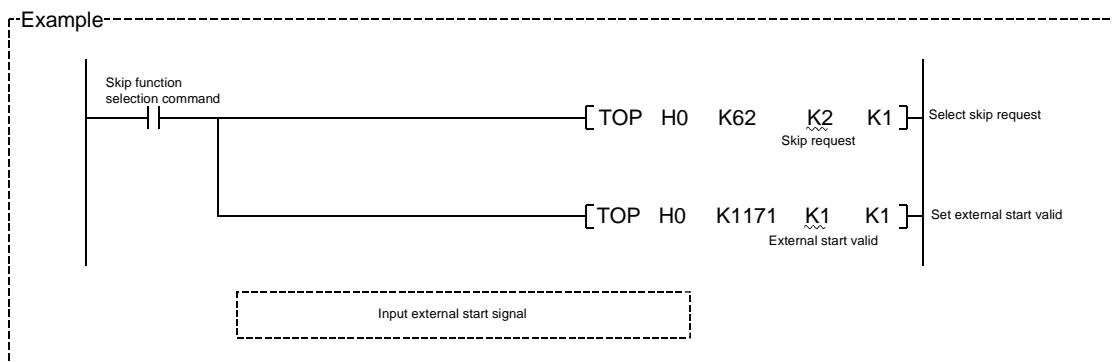 Example
Skip function
selection command
TOP H0 K62 K2 K1
Select skip request
Skip request
TOP H0 K1171 K1 K1
Set external start valid
External start valid
Input external start signal